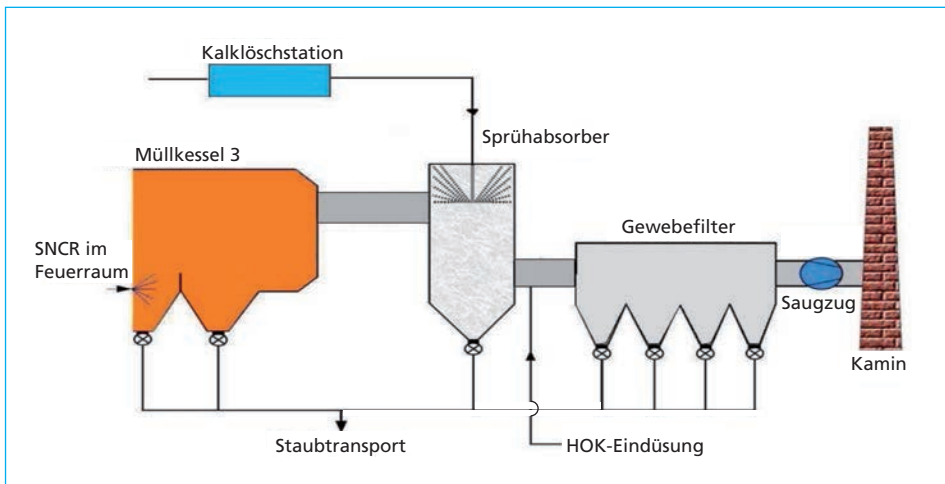 Kalklöschstation
Sprühabsorber
Müllkessel 3
Gewebefilter
SNCR im
Feuerraum
Saugzug
Kamin
Staubtransport
HOK-Eindüsung